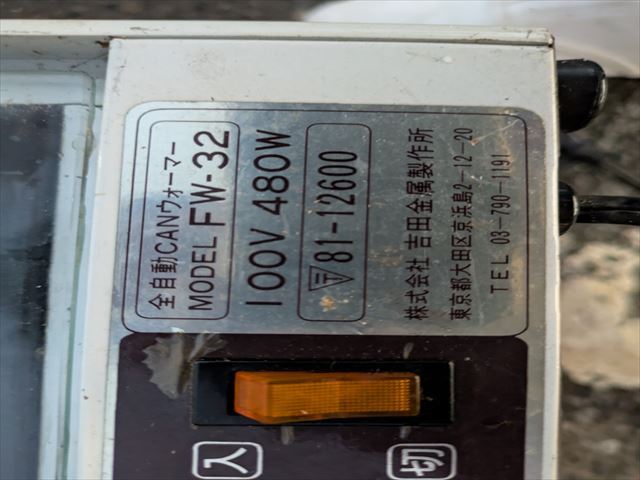 全自動CANウォーマー
MODEL FW-32
100V 480W
〒81-12600
株式会社 吉田金属製作所
東京都大田区京浜島2-12-20
TEL 03-790-1191
入
切